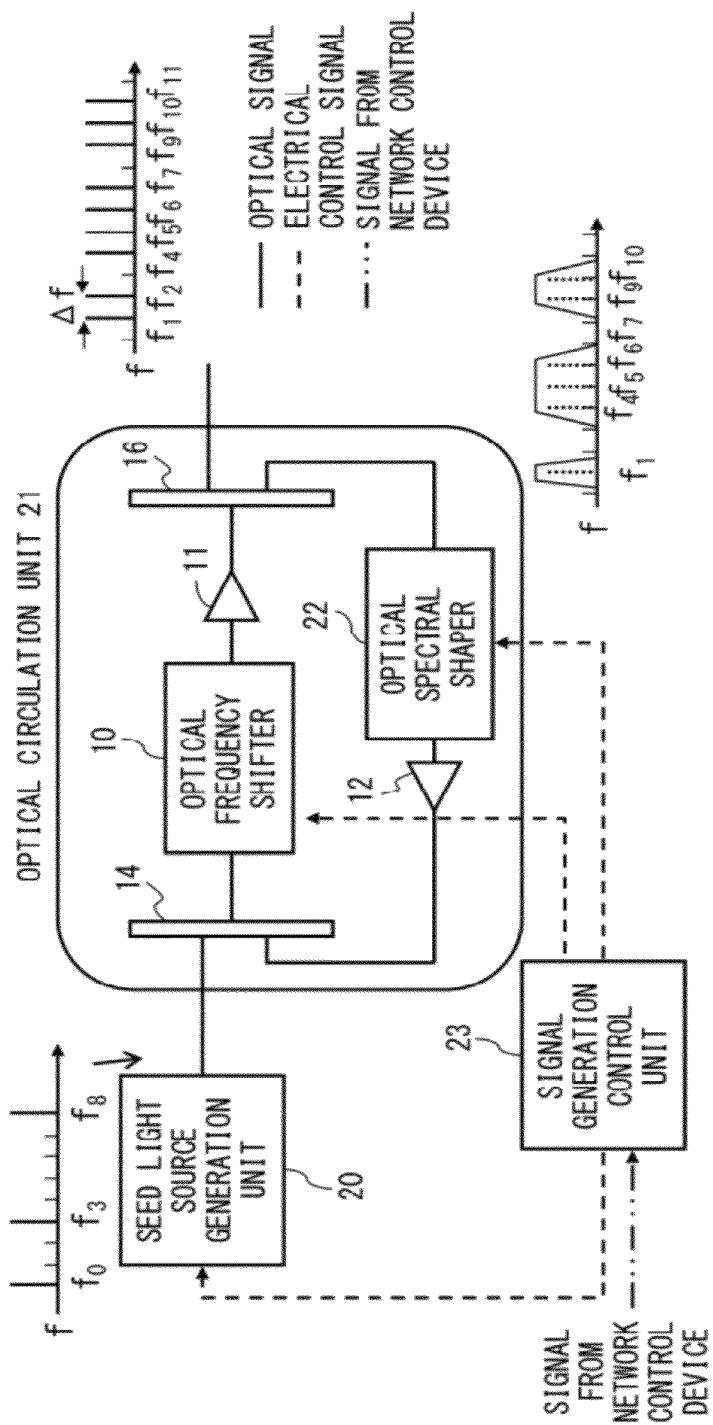 OPTICAL CIRCULATION UNIT 21
f
f0 f3 f8
SEED LIGHT
SOURCE
GENERATION
UNIT
20
14
10
OPTICAL
FREQUENCY
SHIFTER
11
16
12
22
OPTICAL
SPECTRAL
SHAPER
23
SIGNAL
GENERATION
CONTROL
UNIT
SIGNAL
FROM
NETWORK
CONTROL
DEVICE
Δf
f
f1 f2 f4 f5 f6 f7 f9 f10 f11
OPTICAL SIGNAL
ELECTRICAL
CONTROL SIGNAL
SIGNAL FROM
NETWORK CONTROL
DEVICE
f
f1 f4 f5 f6 f7 f9 f10